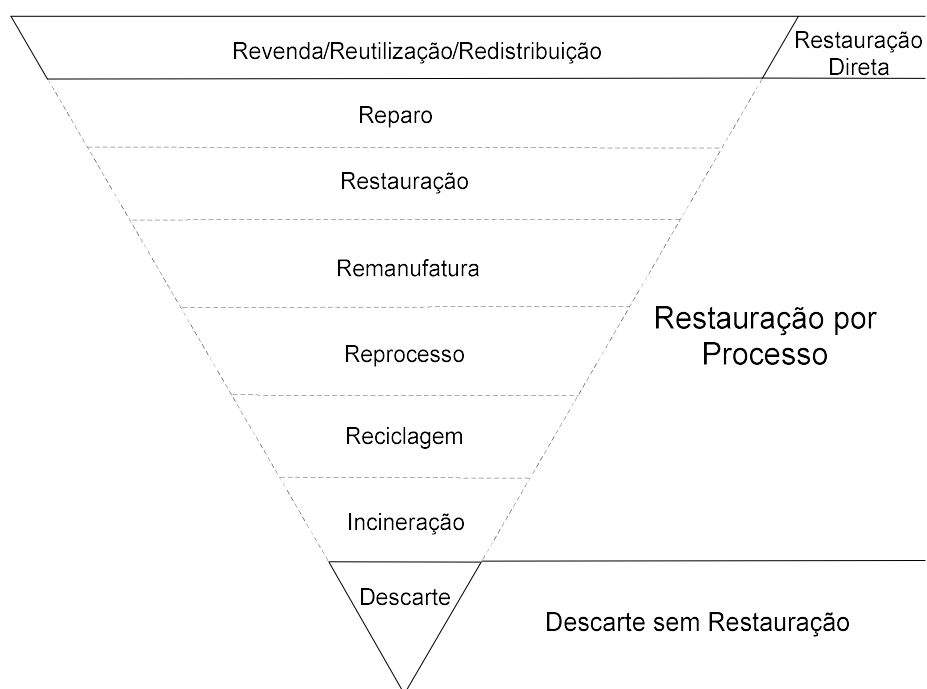 Revenda/Reutilização/Redistribuição
Restauração
Direta
Reparo
Restauração
Remanufatura
Restauração por
Processo
Reprocesso
Reciclagem
Incineração
Descarte
Descarte sem Restauração